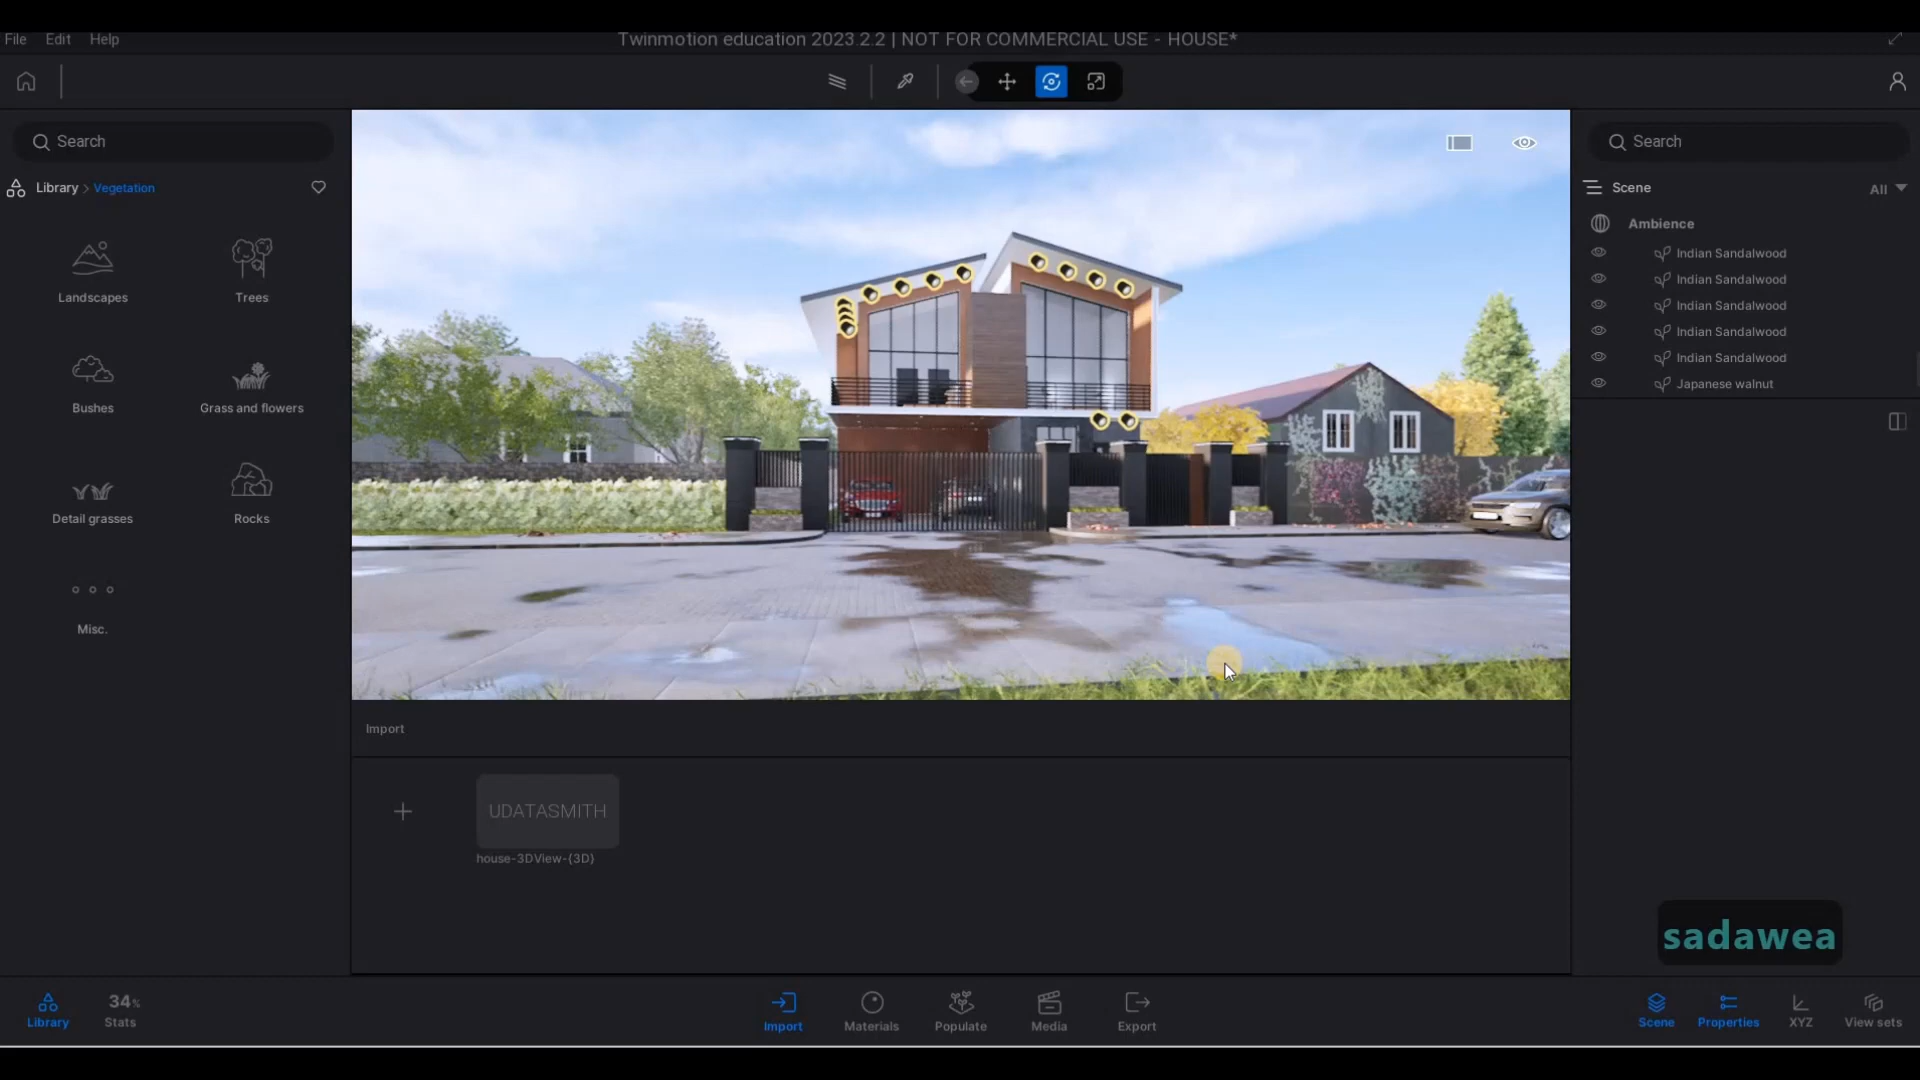 File Edit Help
Twinmotion education 2023.2.2 | NOT FOR COMMERCIAL USE - HOUSE*
Search
Library > Vegetation
Landscapes
Trees
Bushes
Grass and flowers
Detail grasses
Rocks
Misc.
Search
Scene
All
Ambience
Indian Sandalwood
Indian Sandalwood
Indian Sandalwood
Indian Sandalwood
Indian Sandalwood
Japanese walnut
Import
UDATASMITH
house-3DView-{3D}
sadawea
Library
34%
Stats
Import
Materials
Populate
Media
Export
Scene
Properties
XYZ
View sets